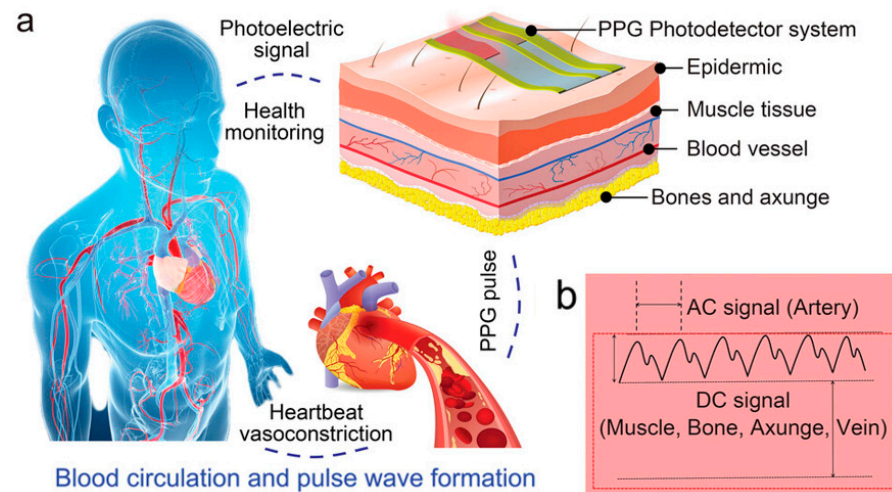 a
Photoelectric
signal
Health
monitoring
PPG Photodetector system
Epidermic
Muscle tissue
Blood vessel
Bones and axunge
PPG pulse
Heartbeat
vasoconstriction
Blood circulation and pulse wave formation
b
AC signal (Artery)
DC signal
(Muscle, Bone, Axunge, Vein)